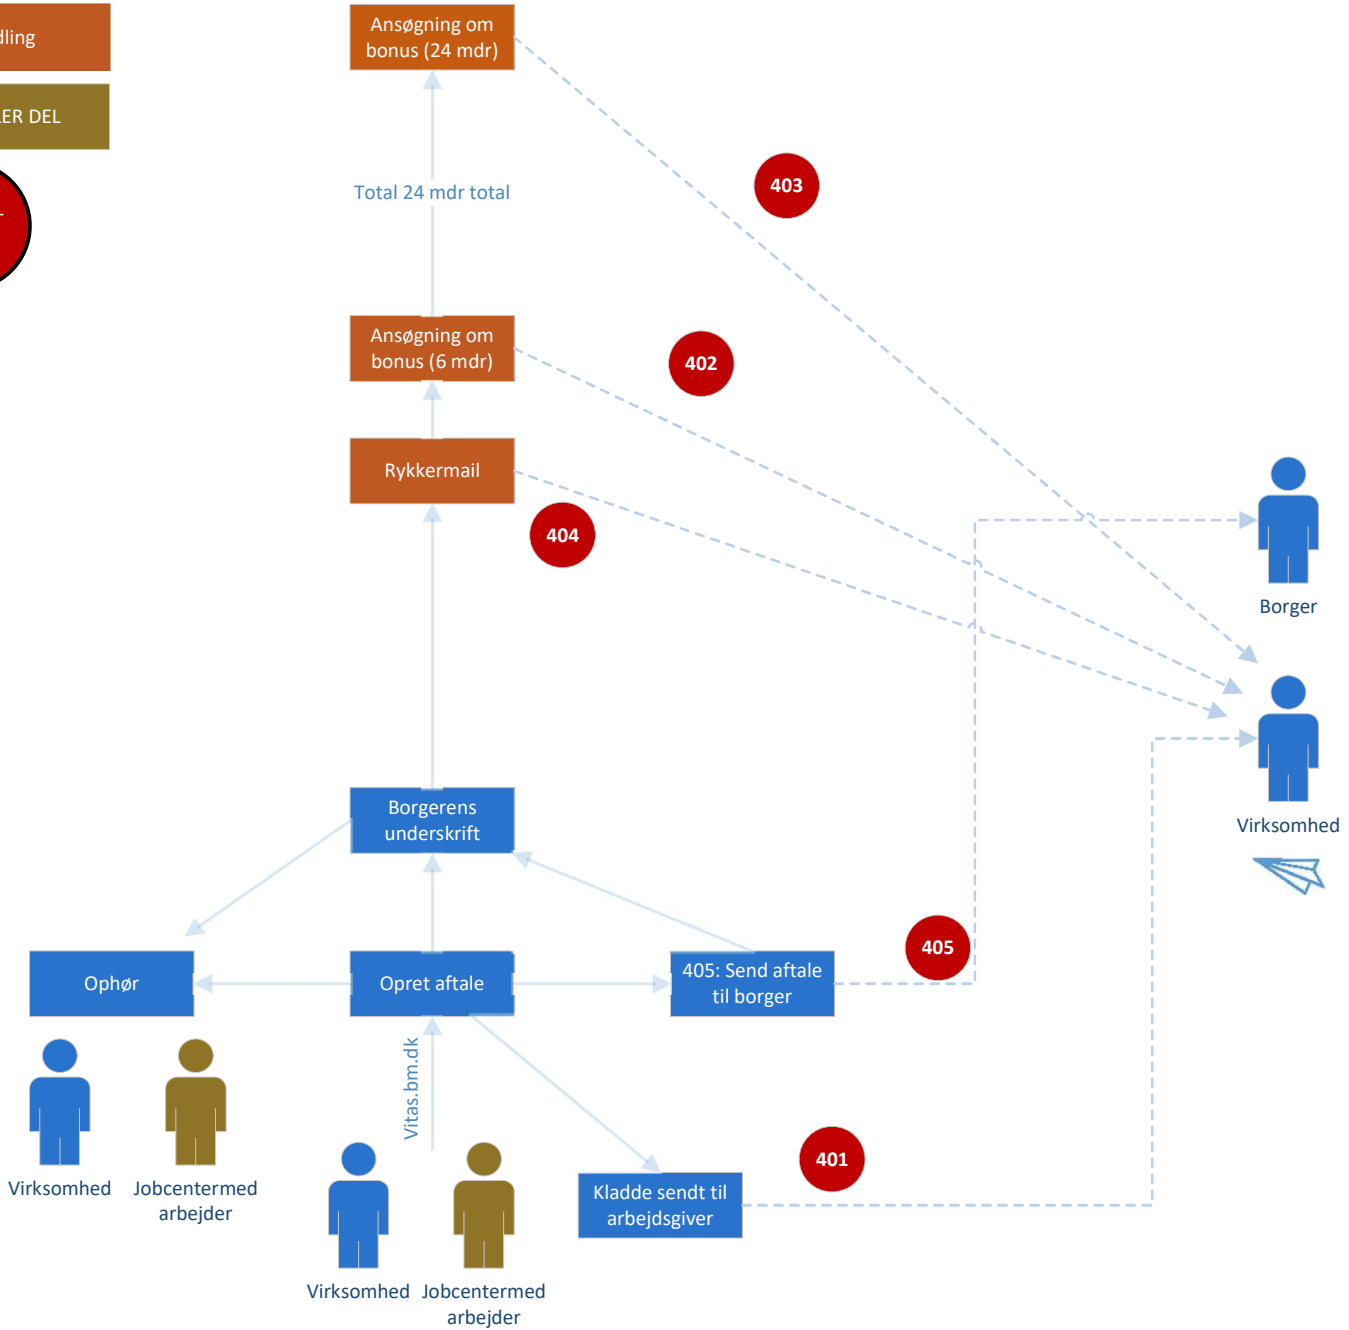 Ansøgning om
bonus (24 mdr)
dling
LER DEL
403
Total 24 mdr total
Ansøgning om
bonus (6 mdr)
402
Rykkermail
404
Borger
Borgerens
underskrift
Virksomhed
405
Ophør
Opret aftale
405: Send aftale
til borger
Vitas.bm.dk
401
Virksomhed
Jobcentermed
arbejder
Kladde sendt til
arbejdsgiver
Virksomhed
Jobcentermed
arbejder